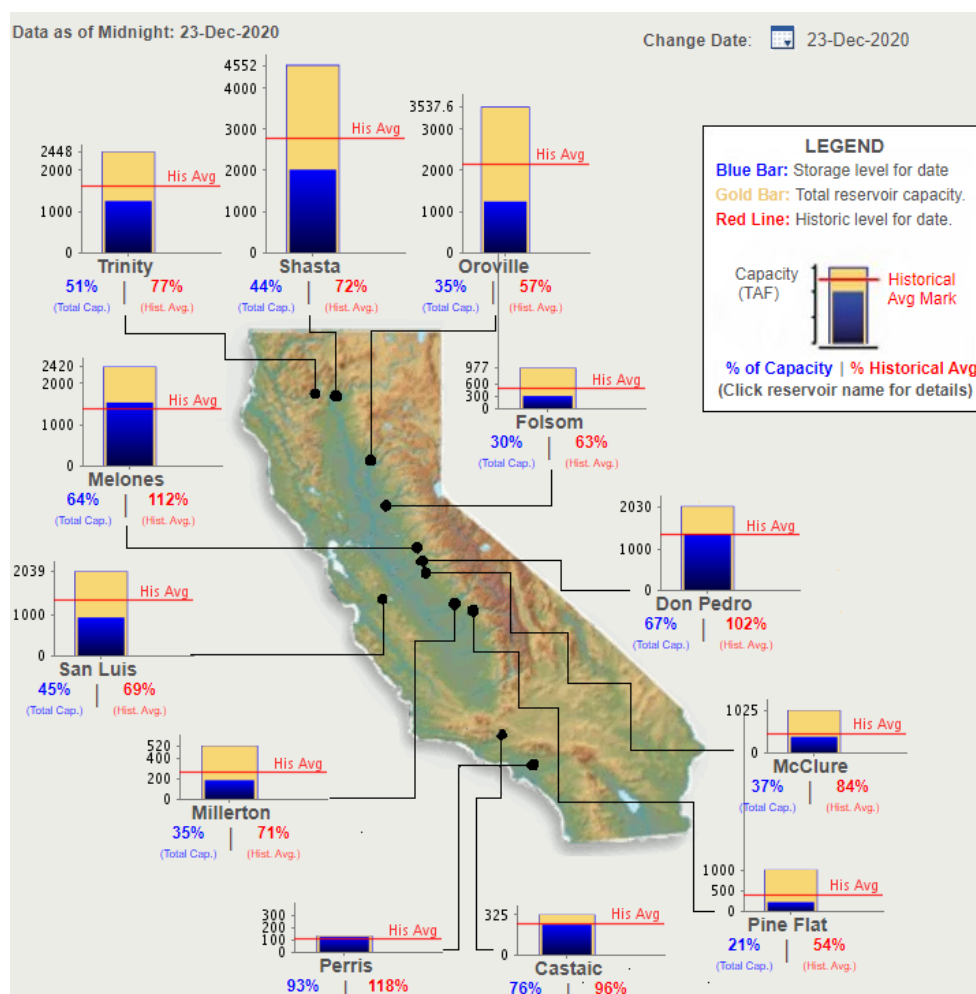 Data as of Midnight: 23-Dec-2020
Change Date: 23-Dec-2020
4552
4000
3000
2000
1000
0
His Avg
Shasta
44% | 72%
(Total Cap.) (Hist. Avg.)
3537.6
3000
2000
1000
0
His Avg
Oroville
35% | 57%
(Total Cap.) (Hist. Avg.)
2448
2000
1000
0
His Avg
Trinity
51% | 77%
(Total Cap.) (Hist. Avg.)
LEGEND
Blue Bar: Storage level for date
Gold Bar: Total reservoir capacity.
Red Line: Historic level for date.
Capacity
(TAF)
Historical
Avg Mark
% of Capacity | % Historical Avg
(Click reservoir name for details)
2420
2000
1000
0
His Avg
Melones
64% | 112%
(Total Cap.) (Hist. Avg.)
977
600
300
0
His Avg
Folsom
30% | 63%
(Total Cap.) (Hist. Avg.)
2030
1000
0
His Avg
Don Pedro
67% | 102%
(Total Cap.) (Hist. Avg.)
2039
1000
0
His Avg
San Luis
45% | 69%
(Total Cap.) (Hist. Avg.)
1025
0
His Avg
McClure
37% | 84%
(Total Cap.) (Hist. Avg.)
520
400
200
0
His Avg
Millerton
35% | 71%
(Total Cap.) (Hist. Avg.)
1000
500
0
His Avg
Pine Flat
21% | 54%
(Total Cap.) (Hist. Avg.)
300
200
100
0
His Avg
Perris
93% | 118%
325
0
His Avg
Castaic
76% | 96%